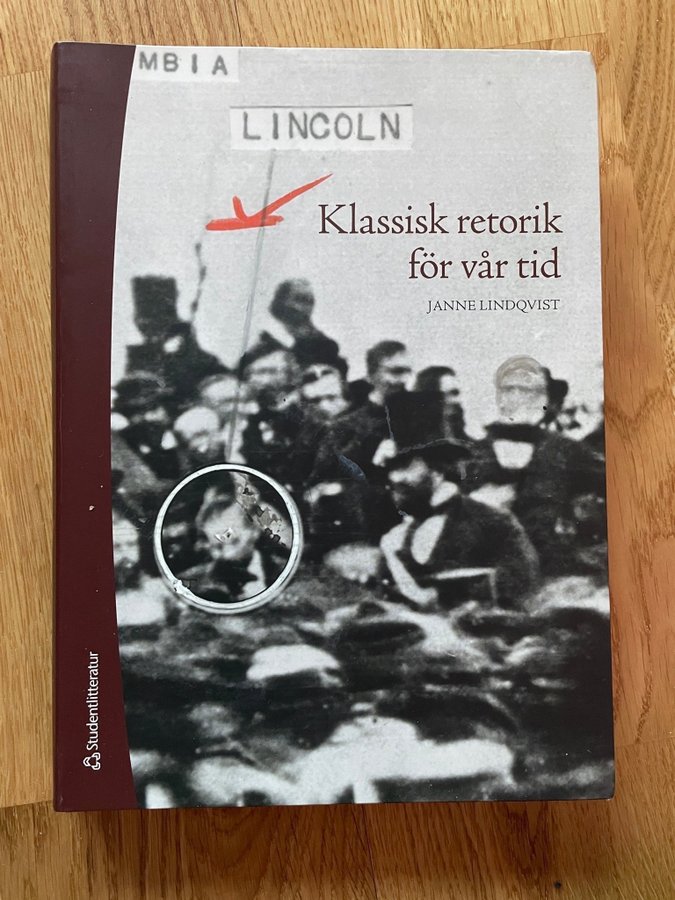 MBIA
LINCOLN
Klassisk retorik
för vår tid
JANNE LINDQVIST
Studentlitteratur